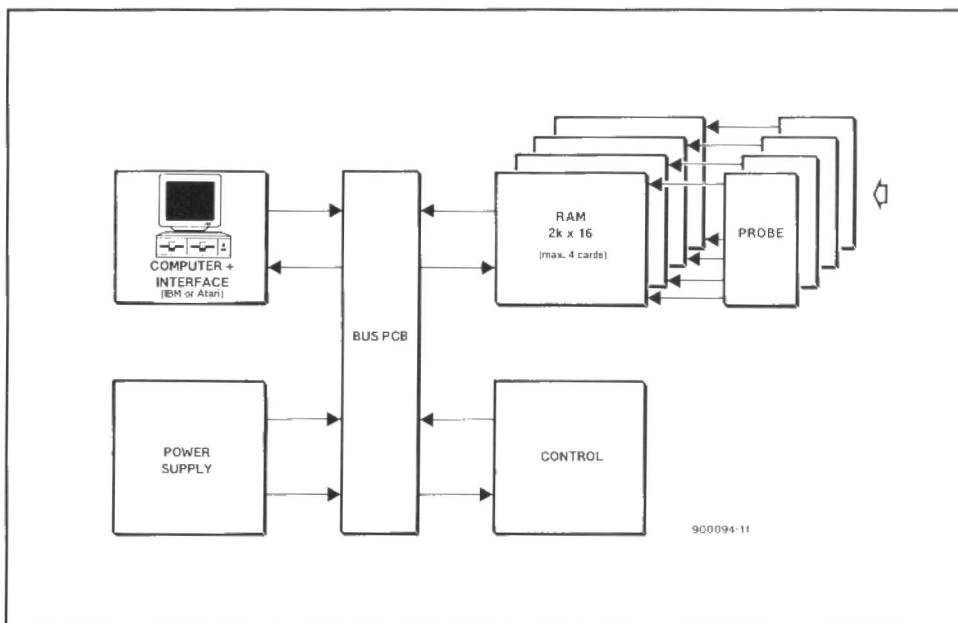 COMPUTER +
INTERFACE
(IBM or Atari)
BUS PCB
RAM
2k x 16
(max. 4 cards)
PROBE
POWER
SUPPLY
CONTROL
900094-11